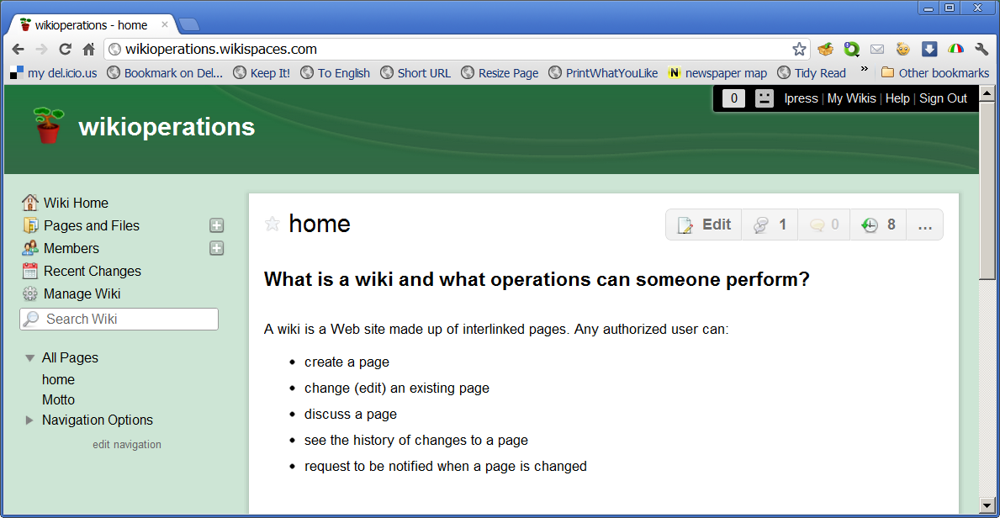 wikioperations - home
wikioperations.wikispaces.com
my del.icio.us Bookmark on Del... Keep It! To English Short URL Resize Page PrintWhatYouLike N newspaper map Tidy Read » Other bookmarks
0 lpress | My Wikis | Help | Sign Out
wikioperations
Wiki Home
Pages and Files
Members
Recent Changes
Manage Wiki
Search Wiki
All Pages
home
Motto
Navigation Options
edit navigation
home
Edit 1 0 8 ...
What is a wiki and what operations can someone perform?
A wiki is a Web site made up of interlinked pages. Any authorized user can:
• create a page
• change (edit) an existing page
• discuss a page
• see the history of changes to a page
• request to be notified when a page is changed